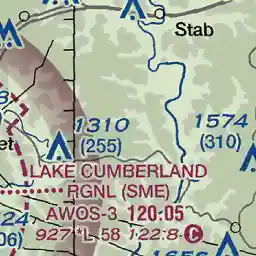 Stab
1310
(255)
1574
(310)
LAKE CUMBERLAND
RGNL (SME)
AWOS-3 120:05
927 *L 58 122.8 C